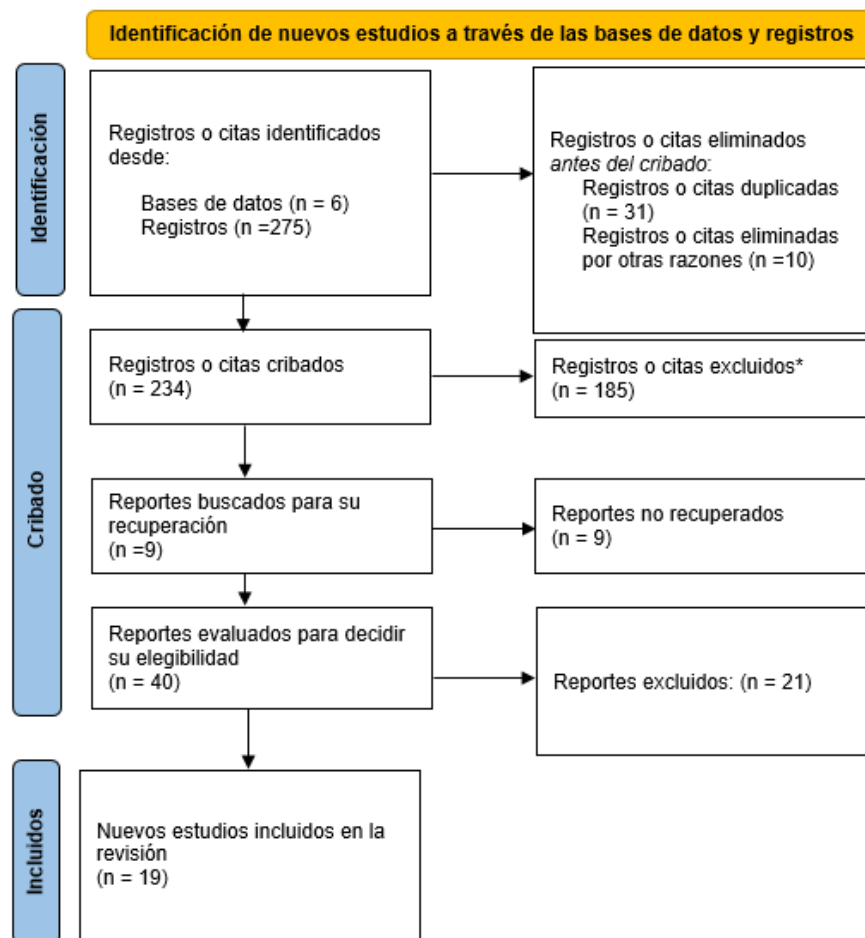 Identificación de nuevos estudios a través de las bases de datos y registros
Identificación
Registros o citas identificados
desde:
Bases de datos (n = 6)
Registros (n =275)
Registros o citas eliminados
antes del cribado:
Registros o citas duplicadas
(n = 31)
Registros o citas eliminadas
por otras razones (n =10)
Cribado
Registros o citas cribados
(n = 234)
Registros o citas excluidos*
(n = 185)
Reportes buscados para su
recuperación
(n =9)
Reportes no recuperados
(n = 9)
Reportes evaluados para decidir
su elegibilidad
(n = 40)
Reportes excluidos: (n = 21)
Incluidos
Nuevos estudios incluidos en la
revisión
(n = 19)